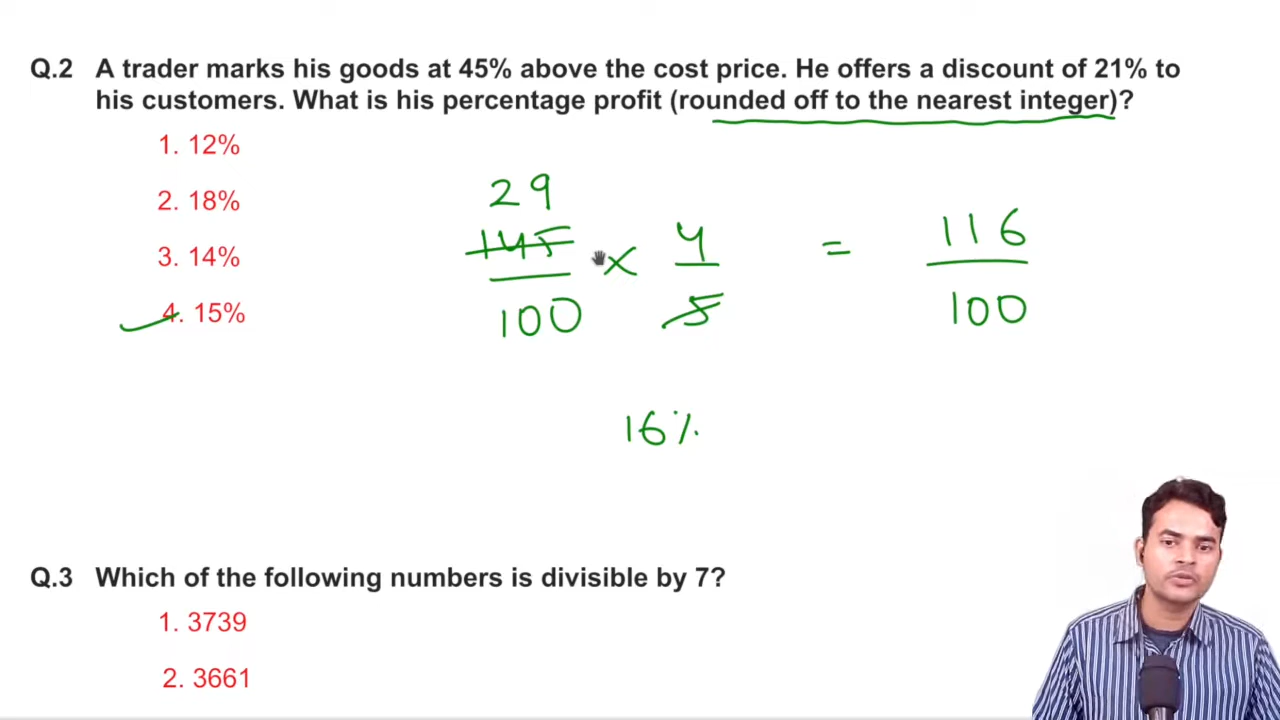 Q.2 A trader marks his goods at 45% above the cost price. He offers a discount of 21% to
his customers. What is his percentage profit (rounded off to the nearest integer)?
1. 12%
2. 18%
3. 14%
4. 15%
29
145/100 × 4/5 = 116/100
16%
Q.3 Which of the following numbers is divisible by 7?
1. 3739
2. 3661